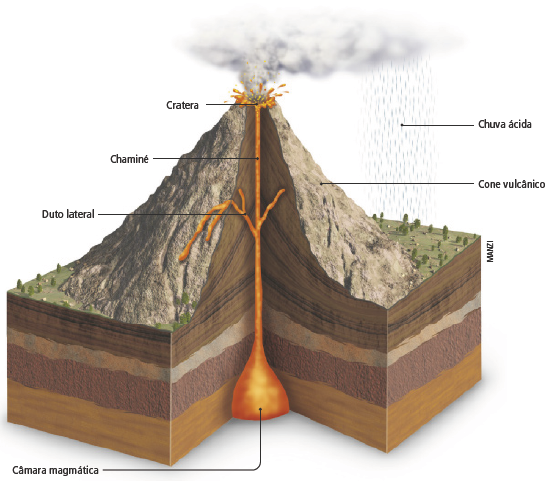 Cratera
Chuva ácida
Chaminé
Cone vulcânico
Duto lateral
MANZI
Câmara magmática